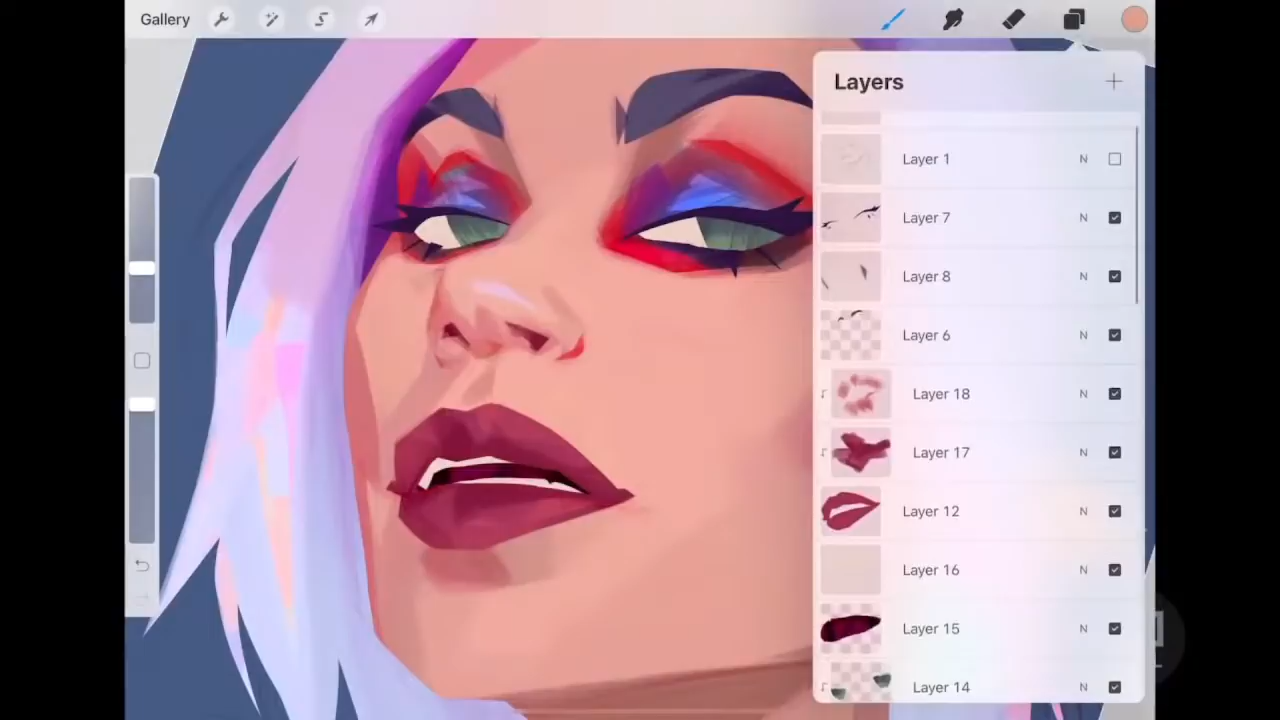 Gallery
Layers
Layer 1 N
Layer 7 N
Layer 8 N
Layer 6 N
Layer 18 N
Layer 17 N
Layer 12 N
Layer 16 N
Layer 15 N
Layer 14 N